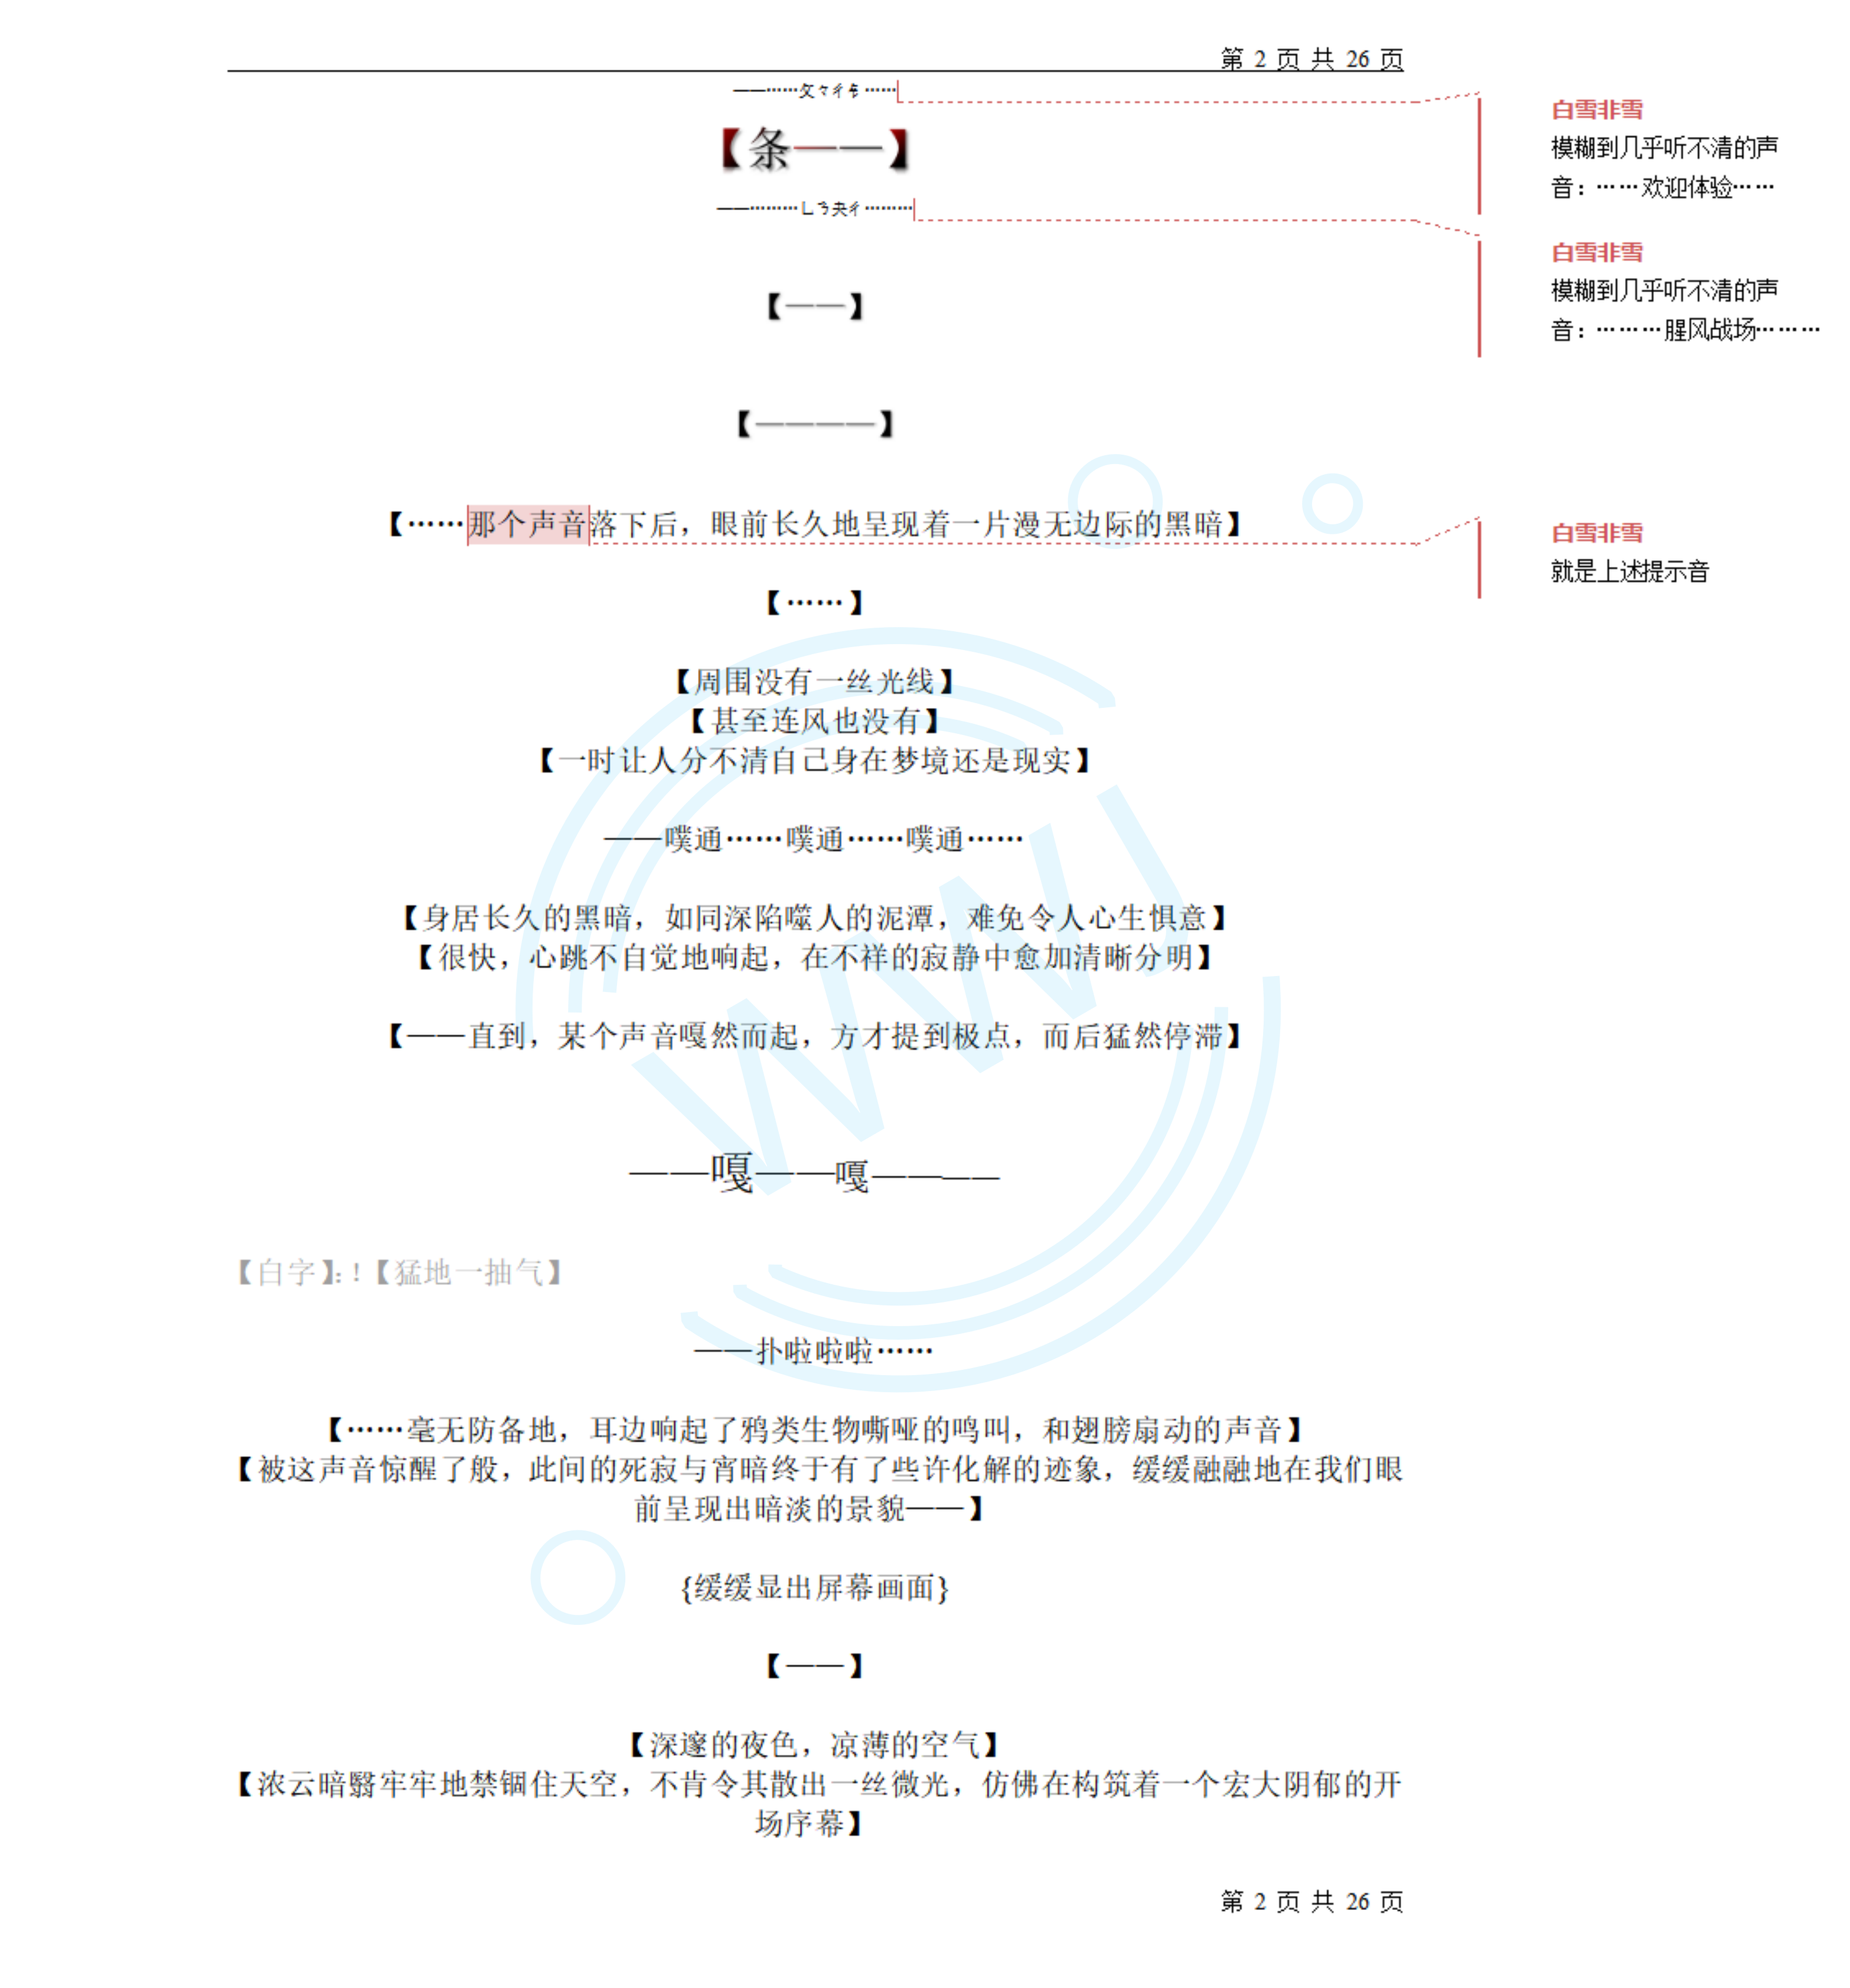 第 2 页 共 26 页
——……攵々彳㐄……
【条————】
——………乚丂夬彳………
【——】
【————】
【……那个声音落下后，眼前长久地呈现着一片漫无边际的黑暗】
【……】
【周围没有一丝光线】
【甚至连风也没有】
【一时让人分不清自己身在梦境还是现实】
——噗通……噗通……噗通……
【身居长久的黑暗，如同深陷噬人的泥潭，难免令人心生惧意】
【很快，心跳不自觉地响起，在不祥的寂静中愈加清晰分明】
【——直到，某个声音嘎然而起，方才提到极点，而后猛然停滞】
——嘎——嘎————
【白字】：！【猛地一抽气】
——扑啦啦啦……
【……毫无防备地，耳边响起了鸦类生物嘶哑的鸣叫，和翅膀扇动的声音】
【被这声音惊醒了般，此间的死寂与宵暗终于有了些许化解的迹象，缓缓融融地在我们眼
前呈现出暗淡的景貌——】
{缓缓显出屏幕画面}
【——】
【深邃的夜色，凉薄的空气】
【浓云暗翳牢牢地禁锢住天空，不肯令其散出一丝微光，仿佛在构筑着一个宏大阴郁的开
场序幕】
第 2 页 共 26 页
白雪非雪
模糊到几乎听不清的声
音：……欢迎体验……
白雪非雪
模糊到几乎听不清的声
音：………腥风战场………
白雪非雪
就是上述提示音
WWJ